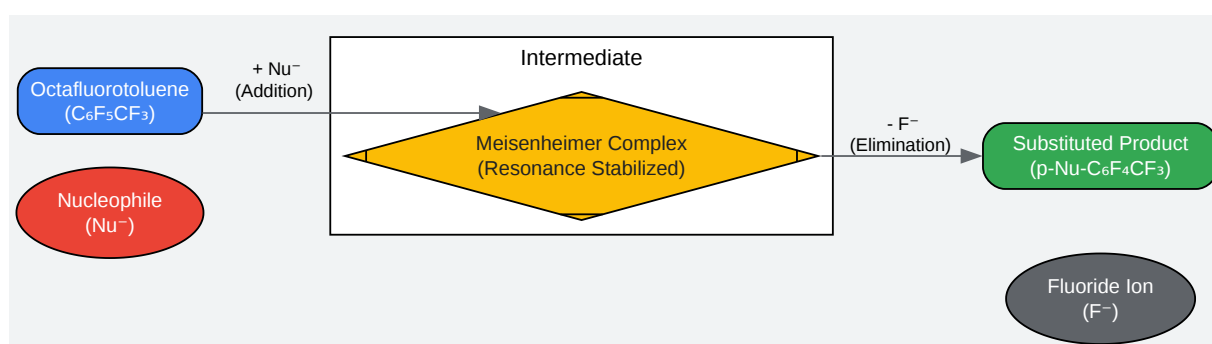 Octafluorotoluene
(C₆F₅CF₃)
+ Nu⁻
(Addition)
Intermediate
Meisenheimer Complex
(Resonance Stabilized)
- F⁻
(Elimination)
Substituted Product
(p-Nu-C₆F₄CF₃)
Nucleophile
(Nu⁻)
Fluoride Ion
(F⁻)